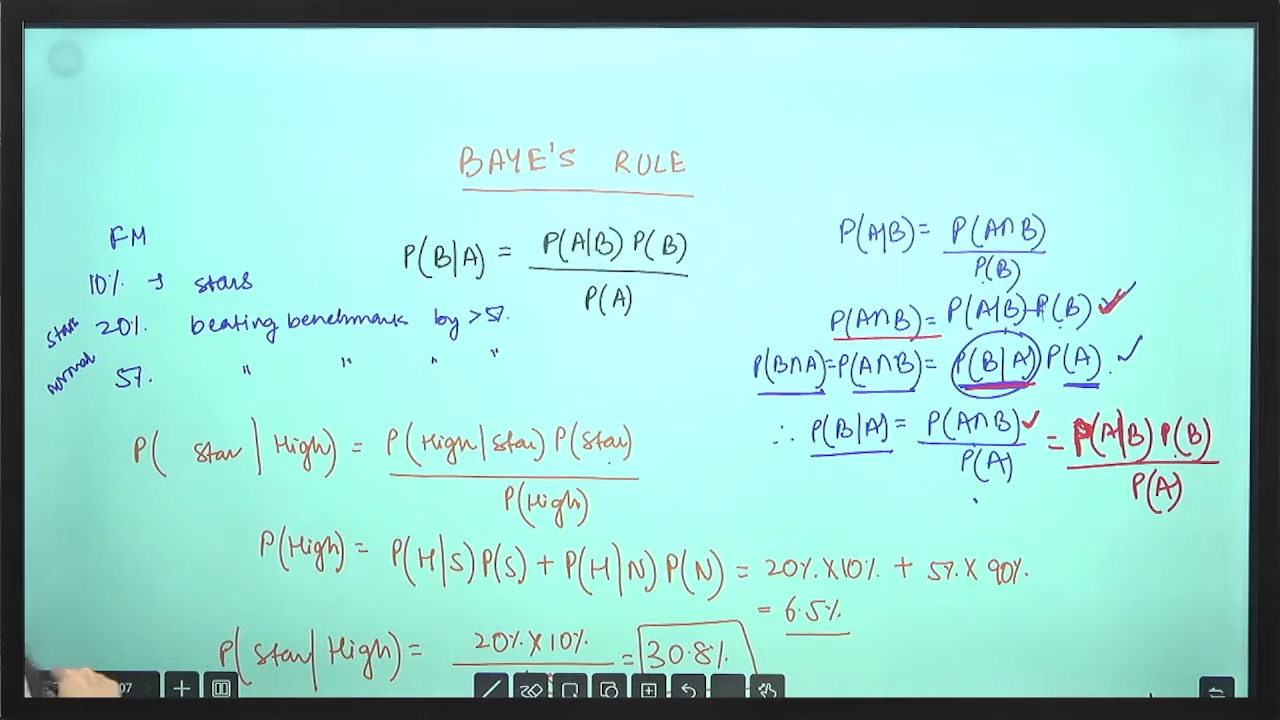 BAYE'S RULE
FM
10% → stars
stars 20% beating benchmark by >5%.
normal 5% " " " "
P(B|A) = P(A|B) P(B) / P(A)
P(A|B) = P(A∩B) / P(B)
P(A∩B) = P(A|B) P(B) ✓
P(B∩A) = P(A∩B) = P(B|A) P(A) ✓
∴ P(B|A) = P(A∩B) ✓ / P(A) = P(A|B) P(B) / P(A)
P( Star | High) = P(High|Star) P(Star) / P(High)
P(High) = P(H|S) P(S) + P(H|N) P(N) = 20% × 10% + 5% × 90%
= 6.5%
P( Star | High) = 20% × 10% = 30.8%
07